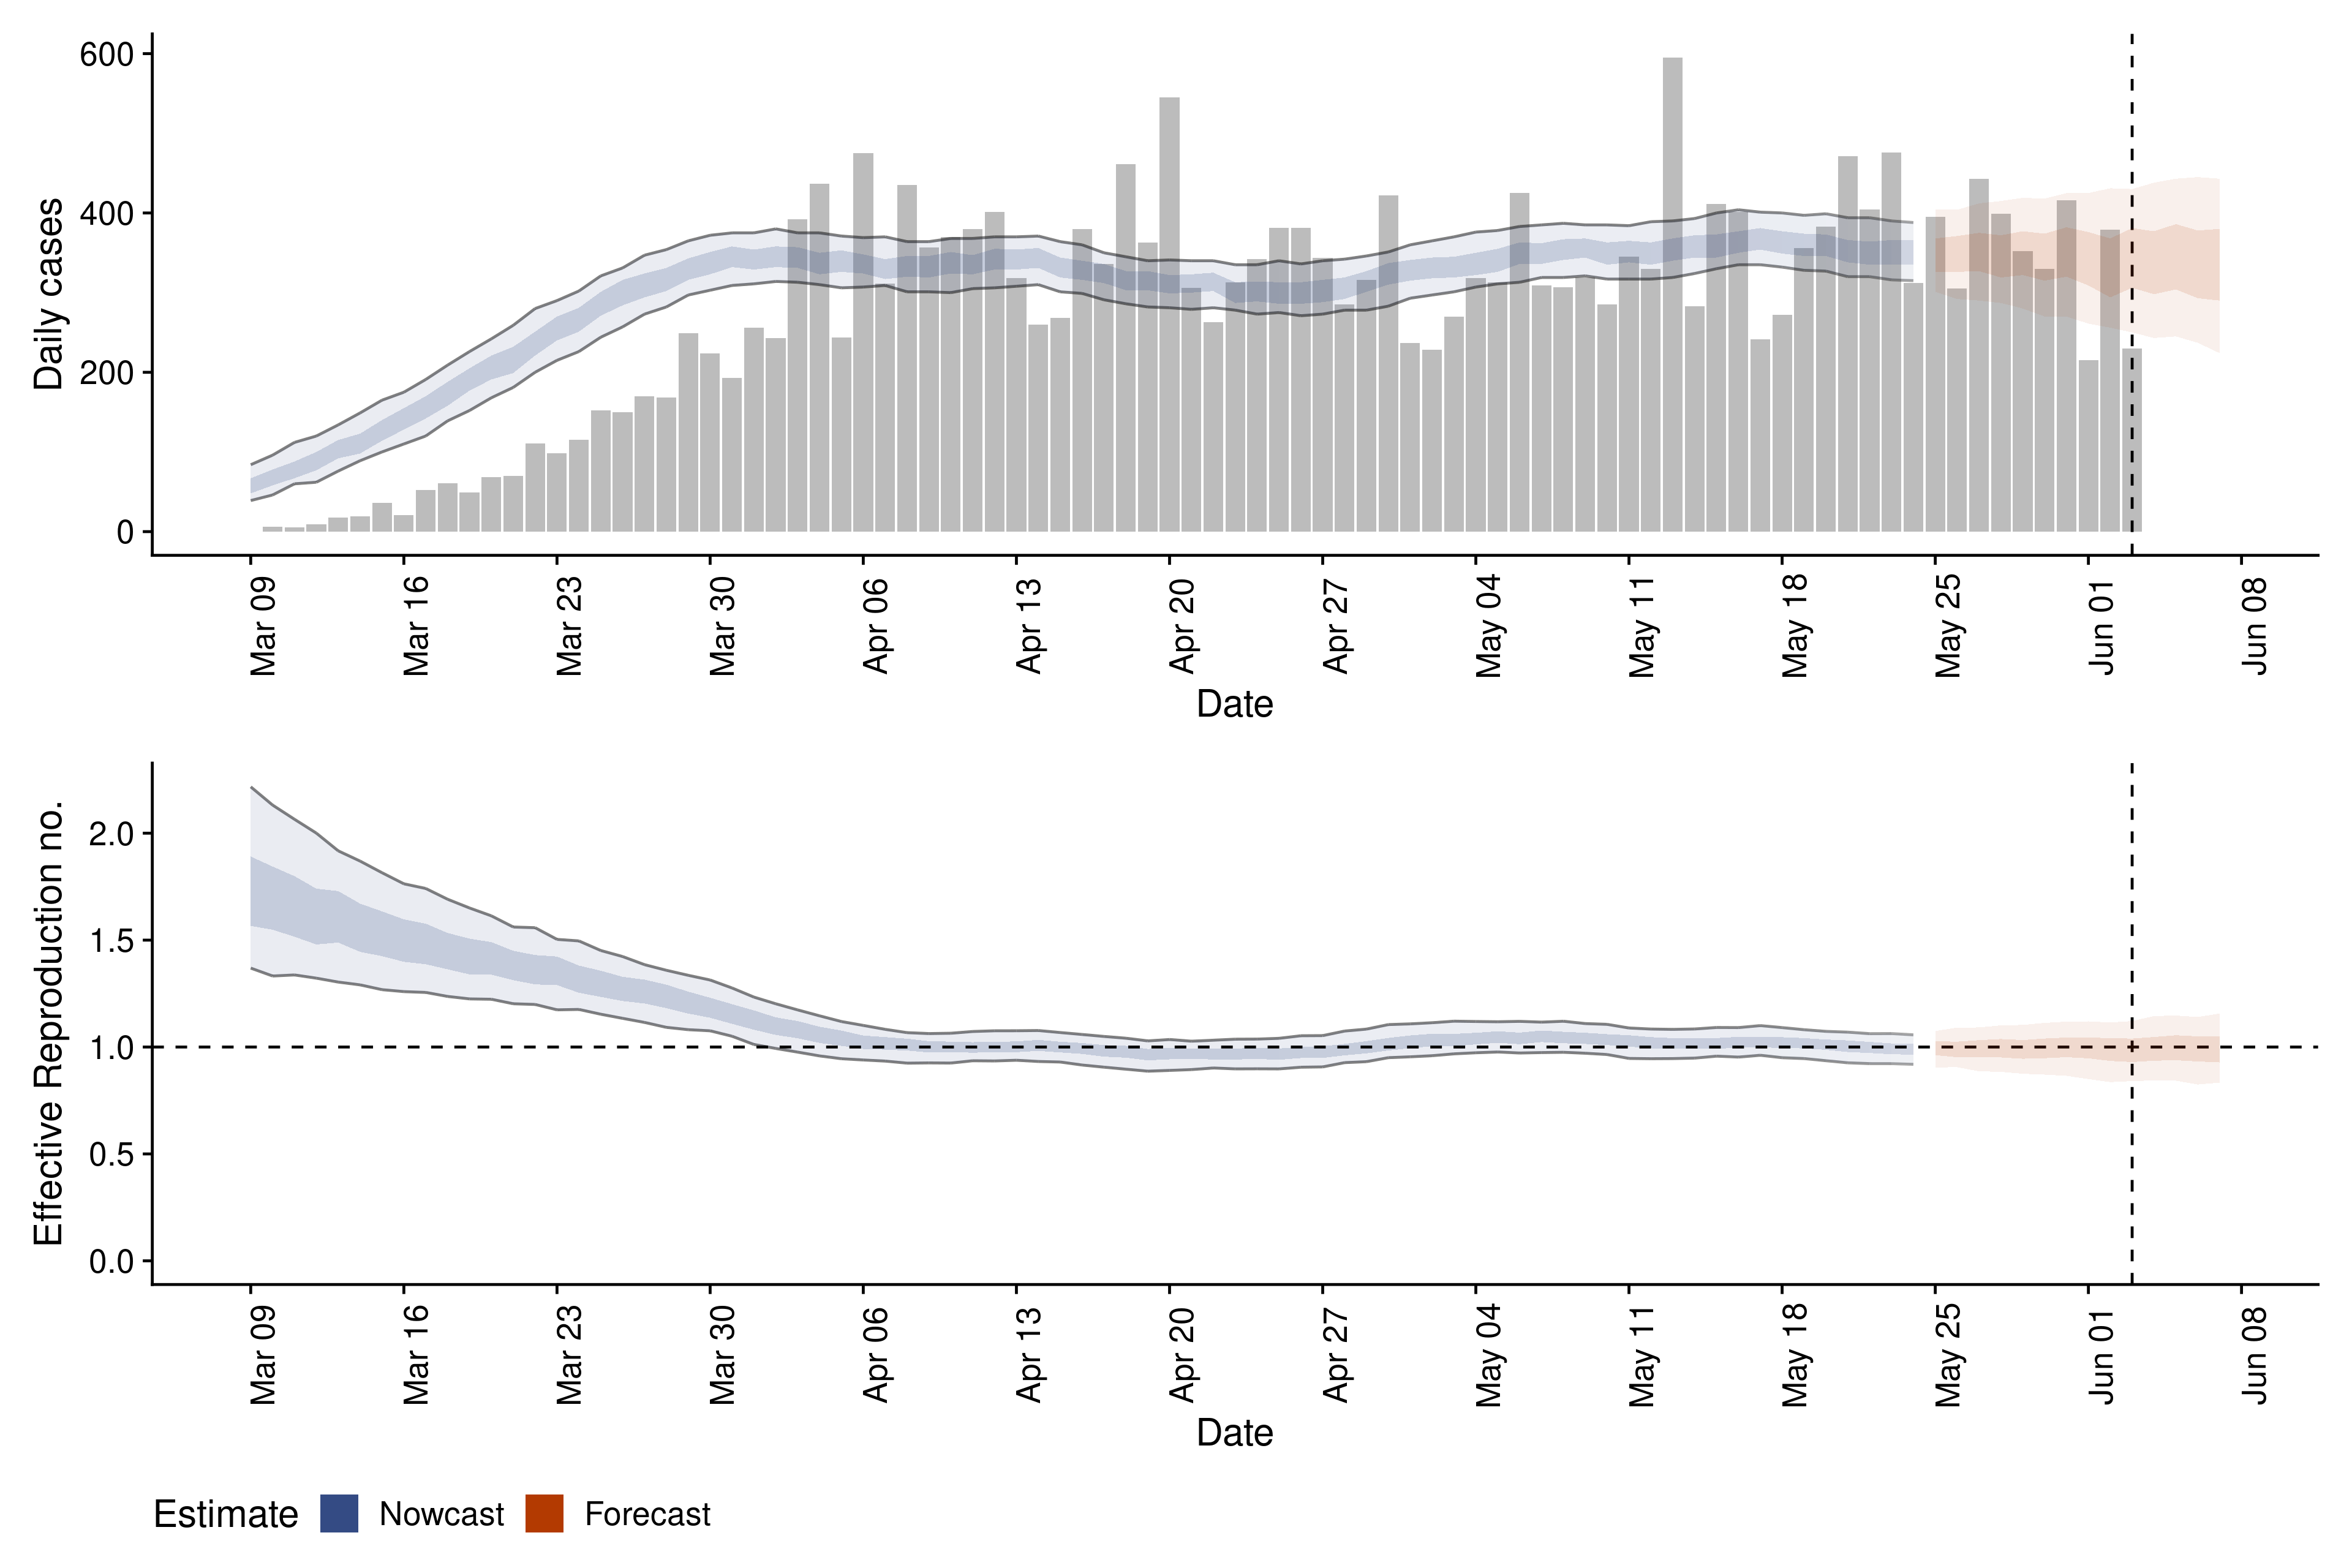 Daily cases
600
400
200
0
Mar 09
Mar 16
Mar 23
Mar 30
Apr 06
Apr 13
Apr 20
Apr 27
May 04
May 11
May 18
May 25
Jun 01
Jun 08
Date
Effective Reproduction no.
2.0
1.5
1.0
0.5
0.0
Mar 09
Mar 16
Mar 23
Mar 30
Apr 06
Apr 13
Apr 20
Apr 27
May 04
May 11
May 18
May 25
Jun 01
Jun 08
Date
Estimate Nowcast Forecast